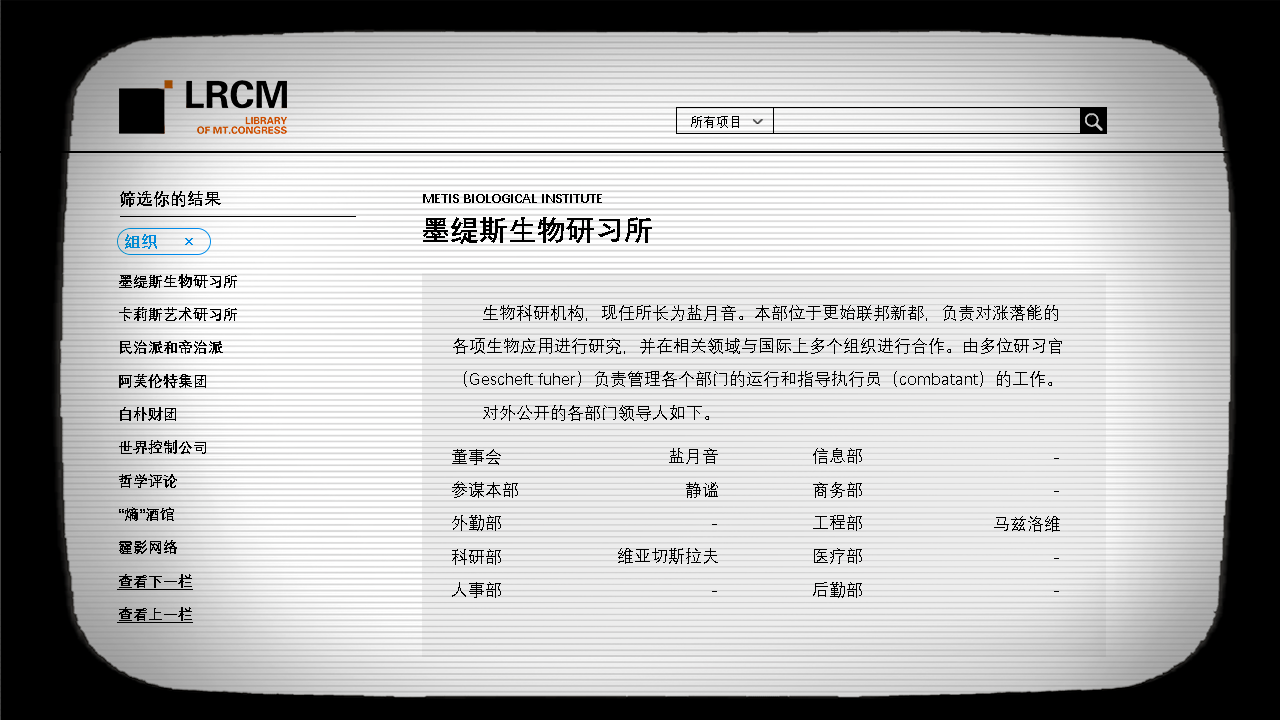 LRCM
LIBRARY
OF MT.CONGRESS
所有项目
筛选你的结果
組织 ×
墨缇斯生物研习所
卡莉斯艺术研习所
民治派和帝治派
阿芙伦特集团
白朴财团
世界控制公司
哲学评论
“熵”酒馆
霾影网络
查看下一栏
查看上一栏
METIS BIOLOGICAL INSTITUTE
墨缇斯生物研习所
生物科研机构，现任所长为盐月音。本部位于更始联邦新都，负责对涨落能的
各项生物应用进行研究，并在相关领域与国际上多个组织进行合作。由多位研习官
（Gescheft fuher）负责管理各个部门的运行和指导执行员（combatant）的工作。
对外公开的各部门领导人如下。
董事会 盐月音 信息部 -
参谋本部 静谧 商务部 -
外勤部 - 工程部 马兹洛维
科研部 维亚切斯拉夫 医疗部 -
人事部 - 后勤部 -